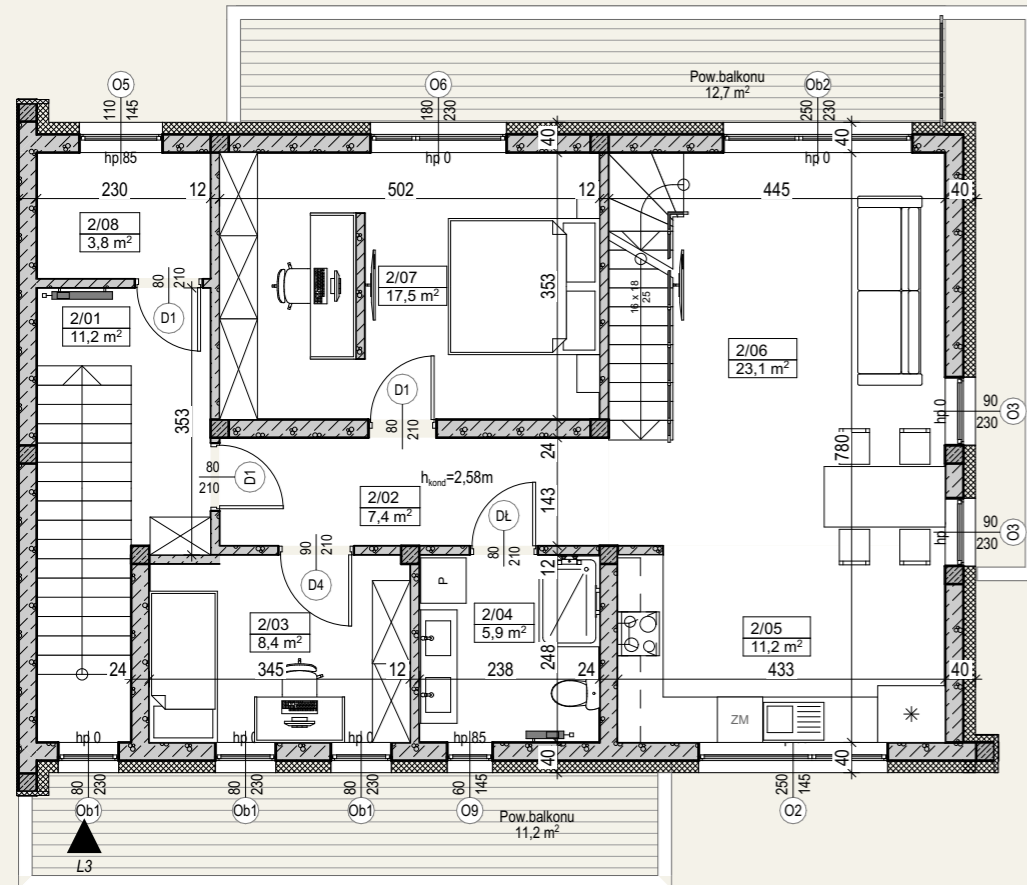 Pow.balkonu
12,7 m²
O5
110
145
O6
180
230
Ob2
250
230
40
40
hp 85
hp 0
hp 0
230
12
502
12
445
40
2/08
3,8 m²
80
210
D1
2/07
17,5 m²
353
16 x 18
25
2/01
11,2 m²
2/06
23,1 m²
353
D1
80
210
hp 0
90
230
O3
780
80
210
D1
24
h kond=2,58m
2/02
7,4 m²
143
DŁ
80
210
hp
90
230
O3
90
210
D4
12
P
2/03
8,4 m²
2/04
5,9 m²
2/05
11,2 m²
24
345
12
238
248
24
433
40
ZM
hp 0
hp 0
hp 0
hp 85
40
40
80
230
80
230
80
230
60
145
250
145
Ob1
Ob1
Ob1
O9
O2
Pow.balkonu
11,2 m²
L3